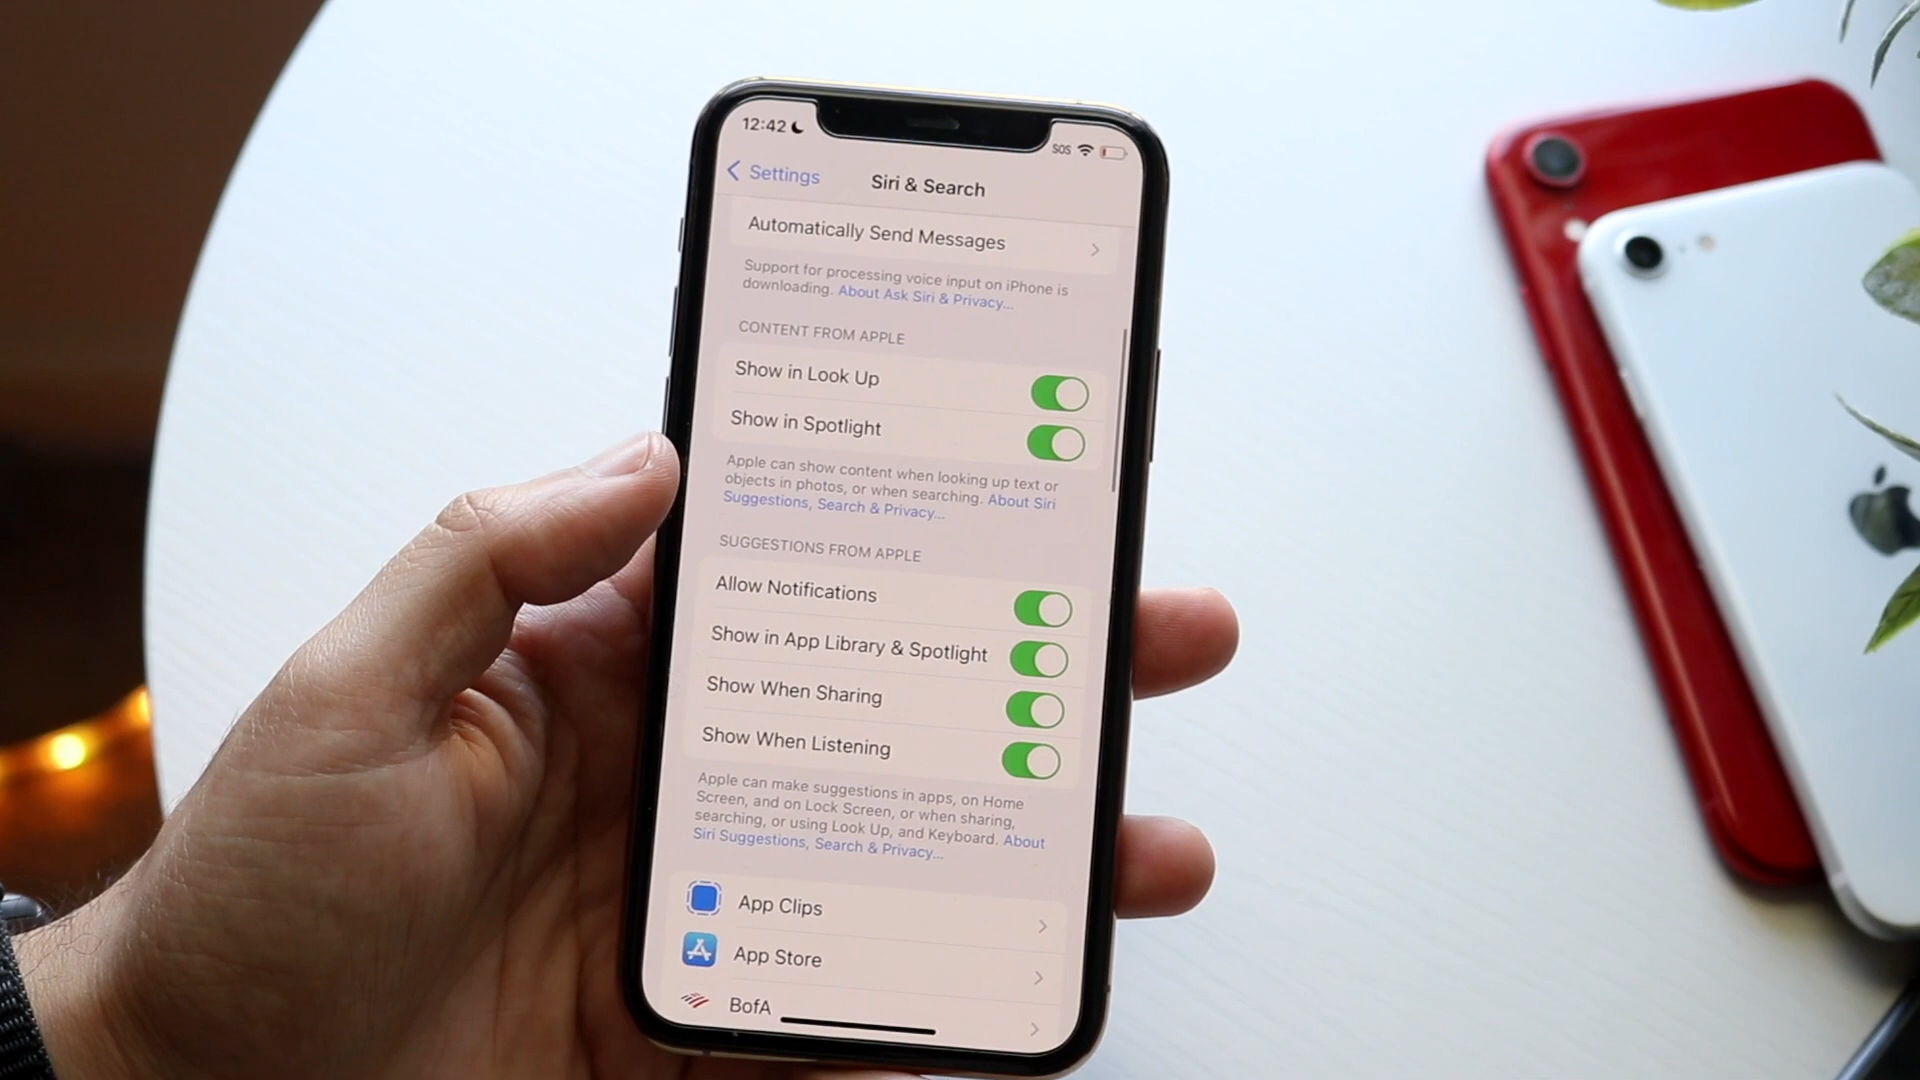 12:42
SOS
Settings
Siri & Search
Automatically Send Messages
Support for processing voice input on iPhone is
downloading. About Ask Siri & Privacy...
CONTENT FROM APPLE
Show in Look Up
Show in Spotlight
Apple can show content when looking up text or
objects in photos, or when searching. About Siri
Suggestions, Search & Privacy...
SUGGESTIONS FROM APPLE
Allow Notifications
Show in App Library & Spotlight
Show When Sharing
Show When Listening
Apple can make suggestions in apps, on Home
Screen, and on Lock Screen, or when sharing,
searching, or using Look Up, and Keyboard. About
Siri Suggestions, Search & Privacy...
App Clips
App Store
BofA